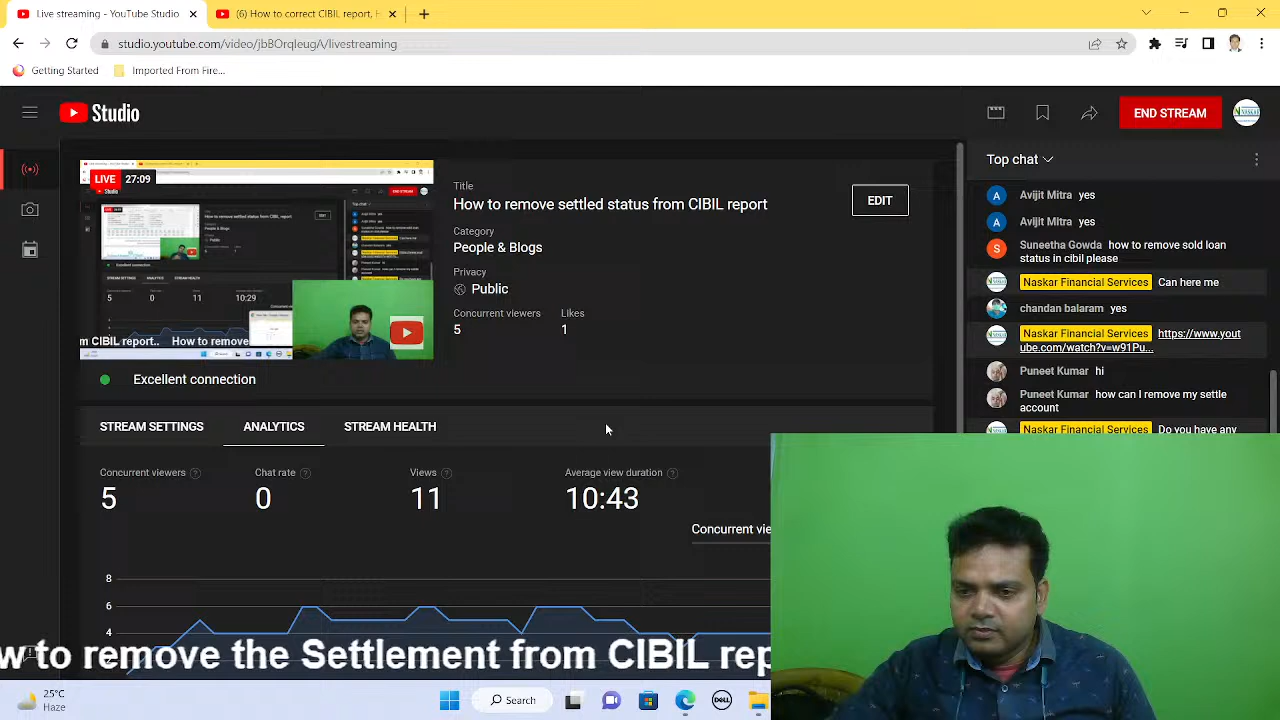 Live streaming - YouTube Studio
(6) How to correct CIBIL report, H
studio.youtube.com/video/jbBOrqleugA/livestreaming
Getting Started
Imported From Fire...
Studio
END STREAM
LIVE 27:09
Title
How to remove settled status from CIBIL report
EDIT
Category
People & Blogs
Privacy
Public
Concurrent viewers
Likes
5
1
Excellent connection
STREAM SETTINGS
ANALYTICS
STREAM HEALTH
Concurrent viewers
Chat rate
Views
Average view duration
5
0
11
10:43
Concurrent vie
8
6
4
Top chat
Avijit Mitra yes
Avijit Mitra yes
Suneetha Gowda how to remove sold loan
status in cibil please
Naskar Financial Services Can here me
chandan balaram yes
Naskar Financial Services https://www.yout
ube.com/watch?v=w91Pu...
Puneet Kumar hi
Puneet Kumar how can I remove my settle
account
Naskar Financial Services Do you have any
w to remove the Settlement from CIBIL rep
25°C
Haze
Search